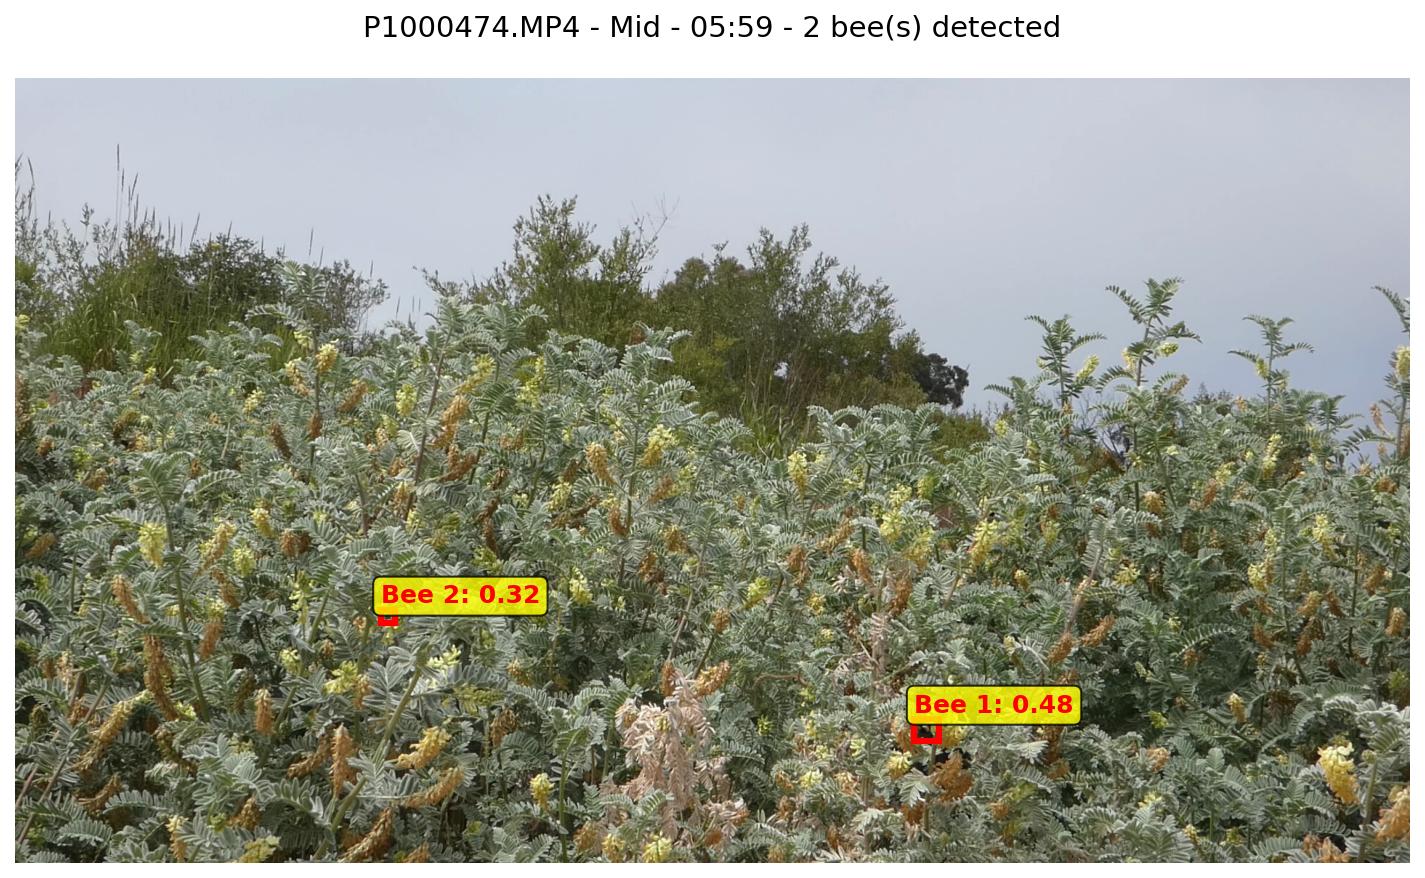 P1000474.MP4 - Mid - 05:59 - 2 bee(s) detected
Bee 2: 0.32
Bee 1: 0.48